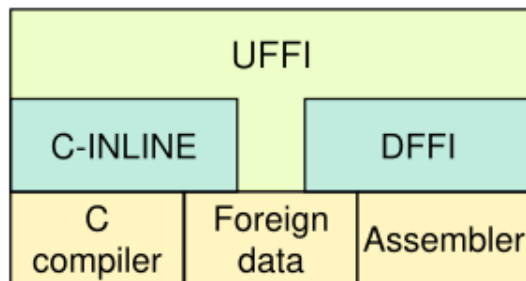 UFFI
C-INLINE
DFFI
C
compiler
Foreign
data
Assembler